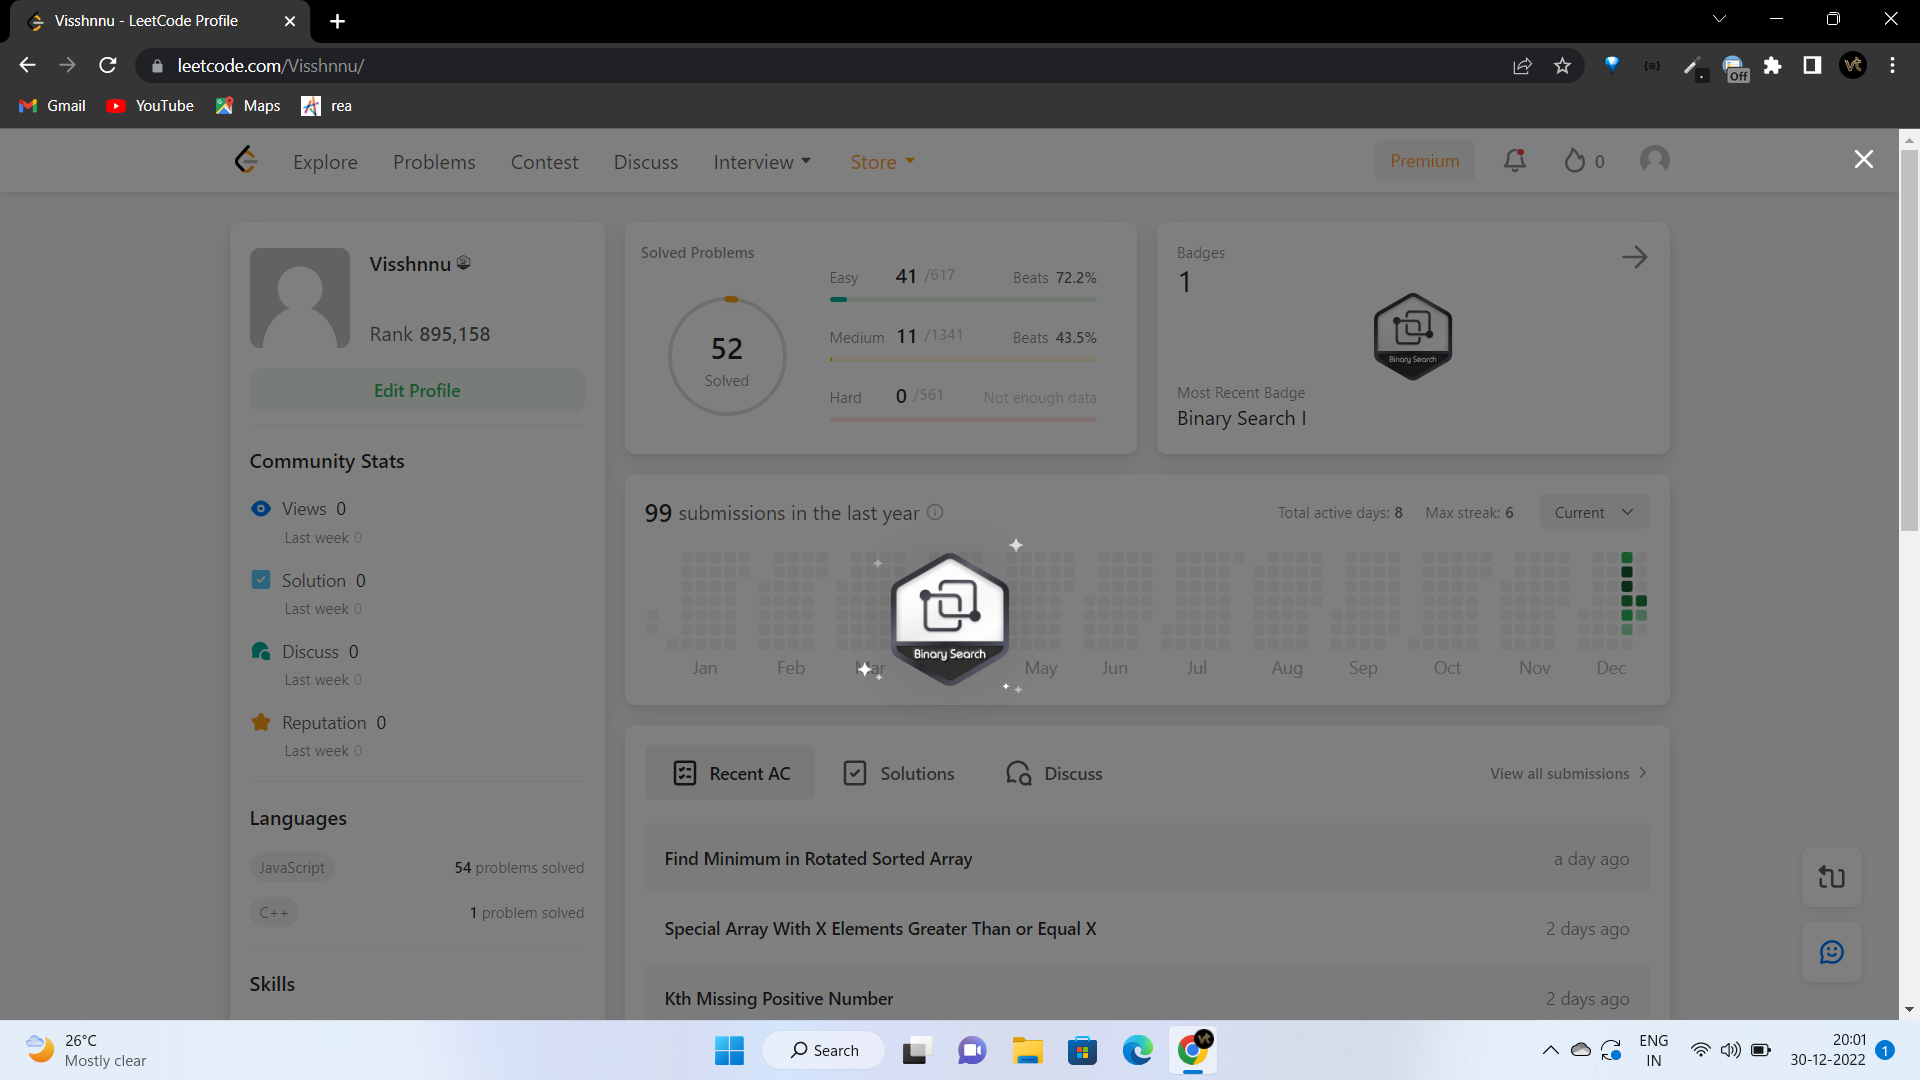 Visshnnu - LeetCode Profile
leetcode.com/Visshnnu/
Off
vt
Gmail
YouTube
Maps
rea
Explore
Problems
Contest
Discuss
Interview
Store
Premium
0
Visshnnu
Rank 895,158
Edit Profile
Community Stats
Views 0
Last week 0
Solution 0
Last week 0
Discuss 0
Last week 0
Reputation 0
Last week 0
Languages
JavaScript
54 problems solved
C++
1 problem solved
Skills
Solved Problems
52
Solved
Easy 41 /617 Beats 72.2%
Medium 11 /1341 Beats 43.5%
Hard 0 /561 Not enough data
Badges
1
Binary Search
Most Recent Badge
Binary Search I
99 submissions in the last year
Total active days: 8
Max streak: 6
Current
Binary Search
Jan
Feb
Mar
May
Jun
Jul
Aug
Sep
Oct
Nov
Dec
Recent AC
Solutions
Discuss
View all submissions
Find Minimum in Rotated Sorted Array
a day ago
Special Array With X Elements Greater Than or Equal X
2 days ago
Kth Missing Positive Number
2 days ago
26°C
Mostly clear
Search
vt
ENG
IN
20:01
30-12-2022
1